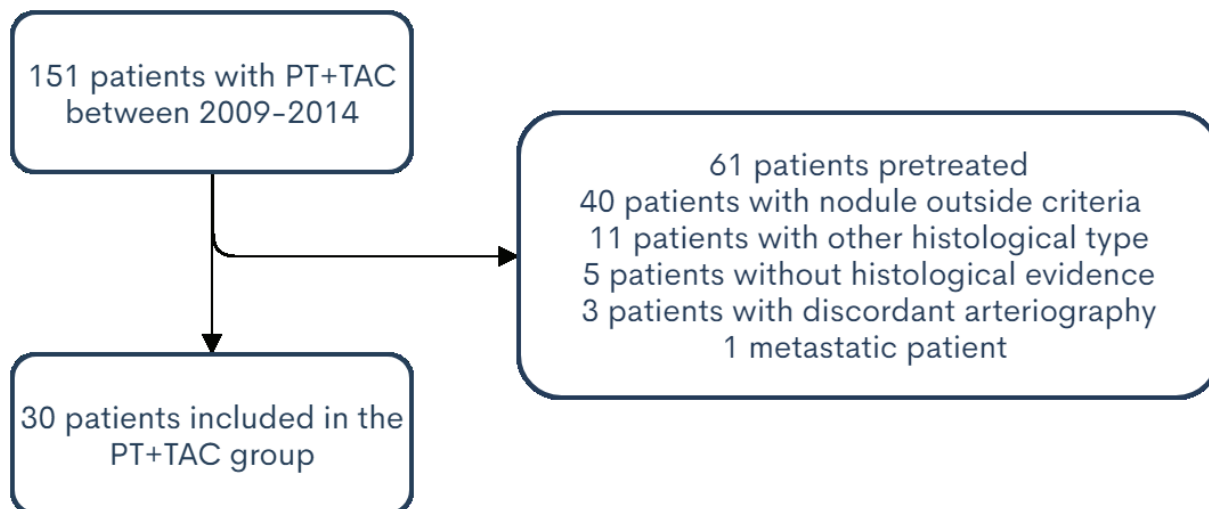 151 patients with PT+TAC
between 2009-2014
61 patients pretreated
40 patients with nodule outside criteria
11 patients with other histological type
5 patients without histological evidence
3 patients with discordant arteriography
1 metastatic patient
30 patients included in the
PT+TAC group